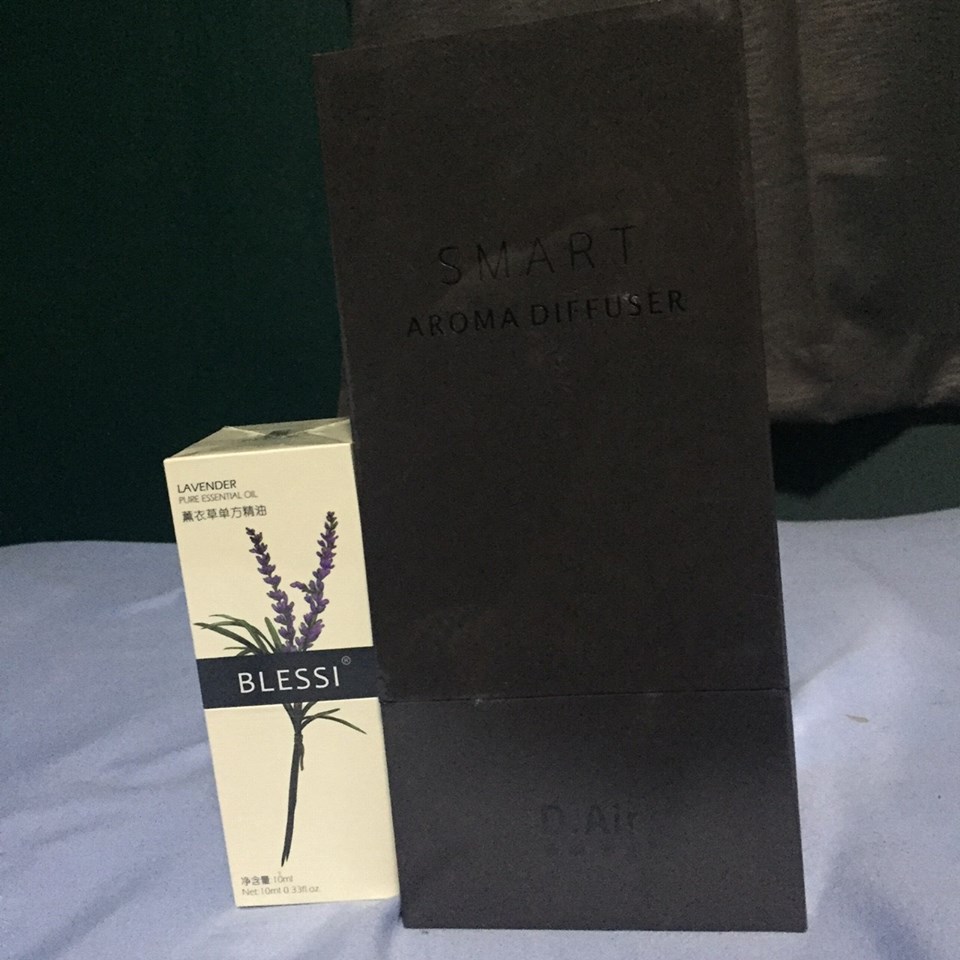 SMART
AROMA DIFFUSER
D.Air
LAVENDER
PURE ESSENTIAL OIL
薰衣草单方精油
BLESSI®
净含量:10ml
Net:10ml 0.33fl.oz.